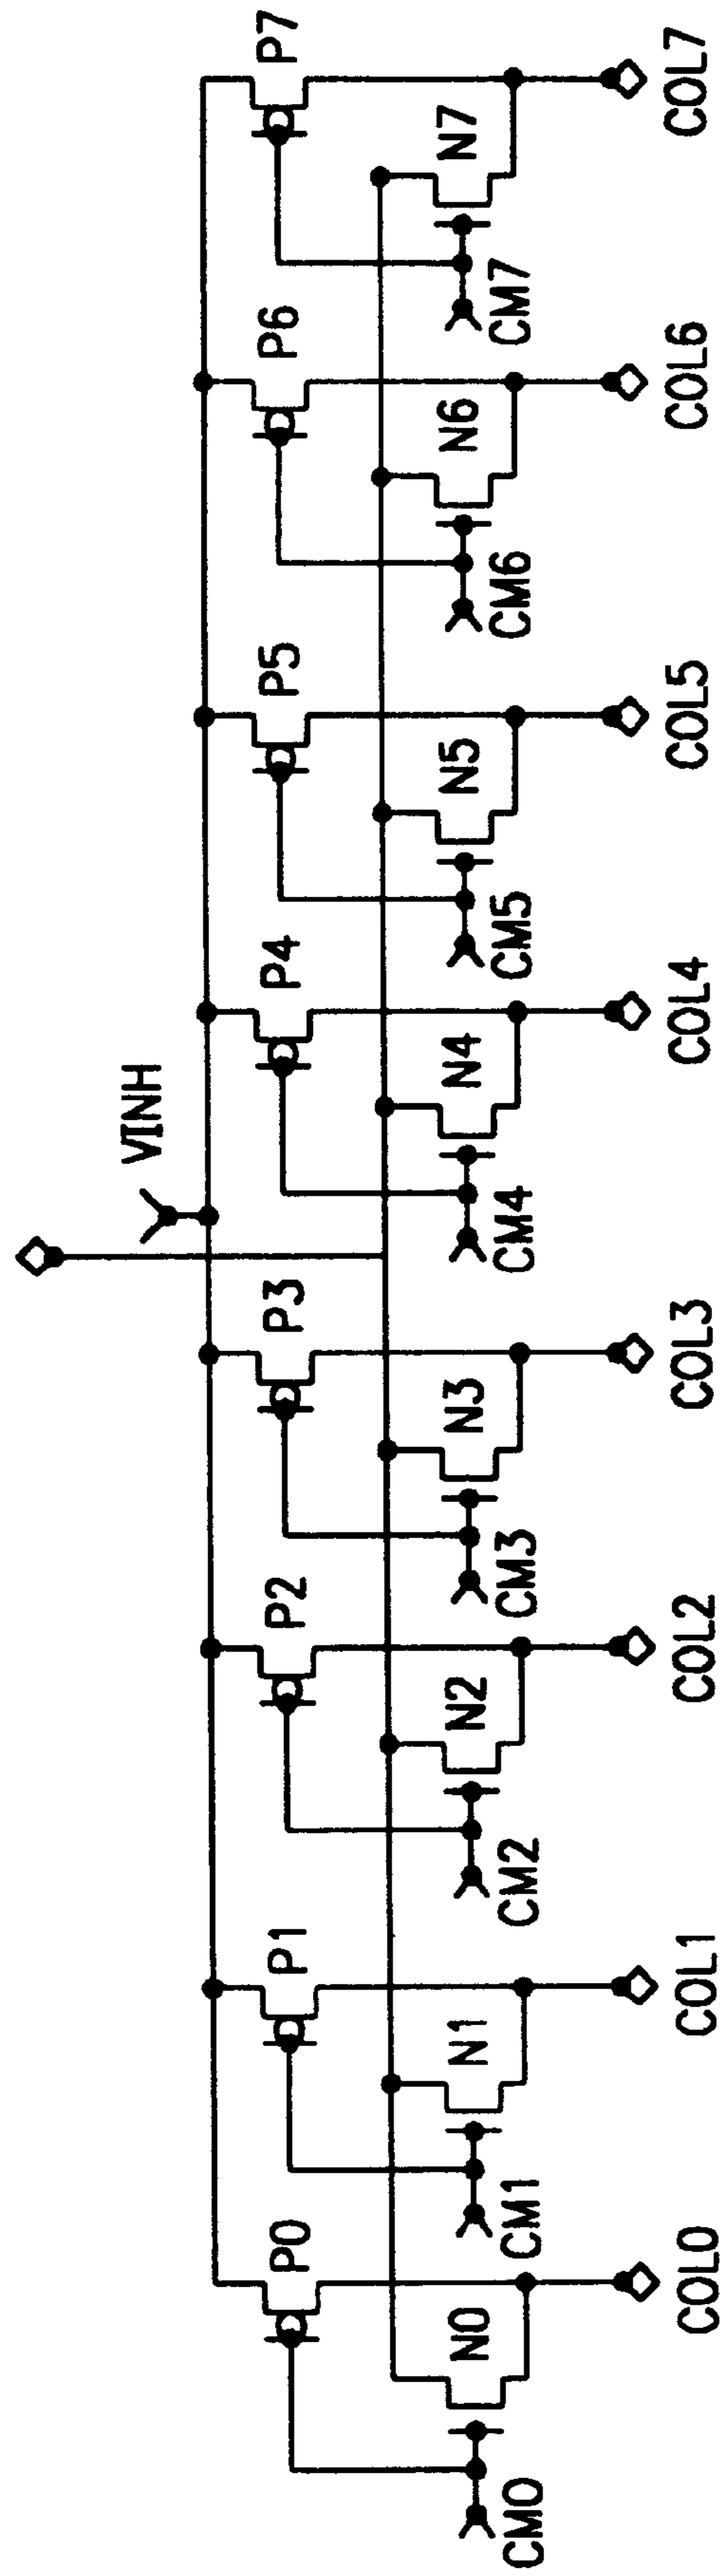 VINH
P0 P1 P2 P3 P4 P5 P6 P7
N0 N1 N2 N3 N4 N5 N6 N7
CM0 CM1 CM2 CM3 CM4 CM5 CM6 CM7
COL0 COL1 COL2 COL3 COL4 COL5 COL6 COL7